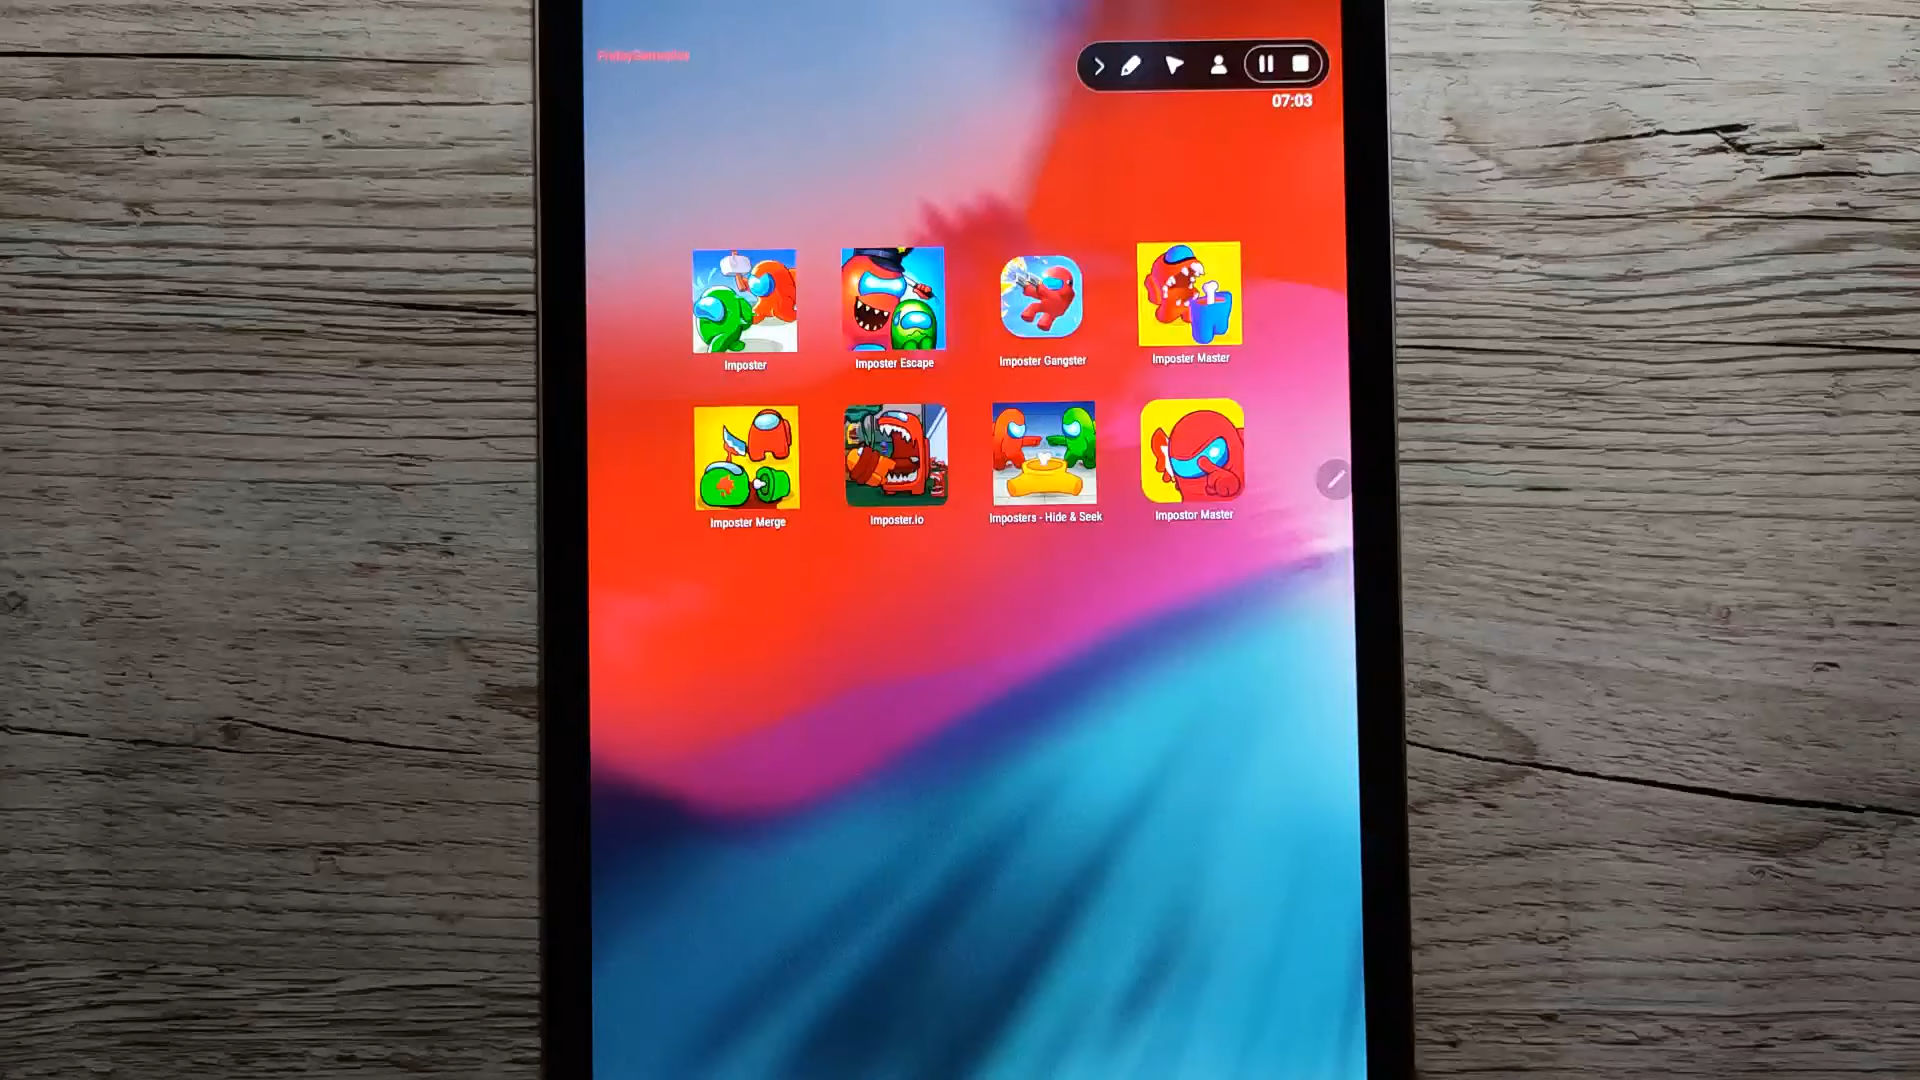 07:03
Imposter
Imposter Escape
Imposter Gangster
Imposter Master
Imposter Merge
Imposter.io
Imposters - Hide & Seek
Impostor Master